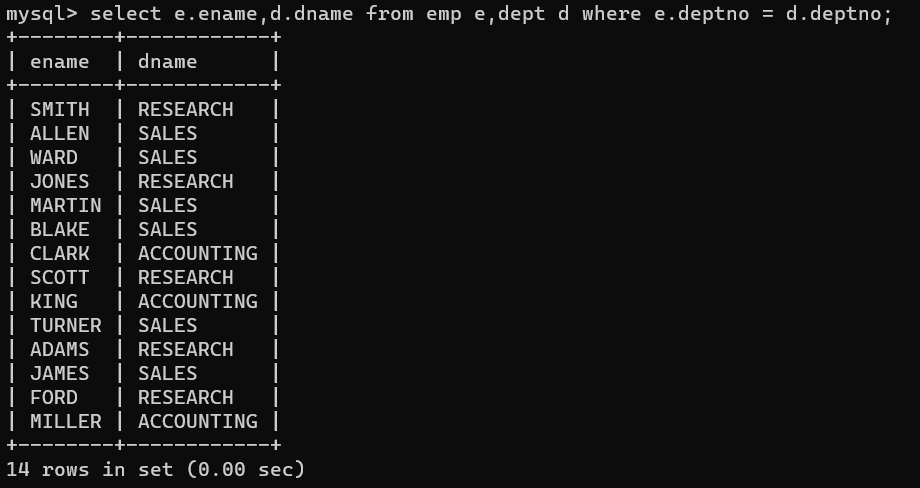 mysql> select e.ename,d.dname from emp e,dept d where e.deptno = d.deptno;
+--------+------------+
| ename  | dname      |
+--------+------------+
| SMITH  | RESEARCH   |
| ALLEN  | SALES      |
| WARD   | SALES      |
| JONES  | RESEARCH   |
| MARTIN | SALES      |
| BLAKE  | SALES      |
| CLARK  | ACCOUNTING |
| SCOTT  | RESEARCH   |
| KING   | ACCOUNTING |
| TURNER | SALES      |
| ADAMS  | RESEARCH   |
| JAMES  | SALES      |
| FORD   | RESEARCH   |
| MILLER | ACCOUNTING |
+--------+------------+
14 rows in set (0.00 sec)